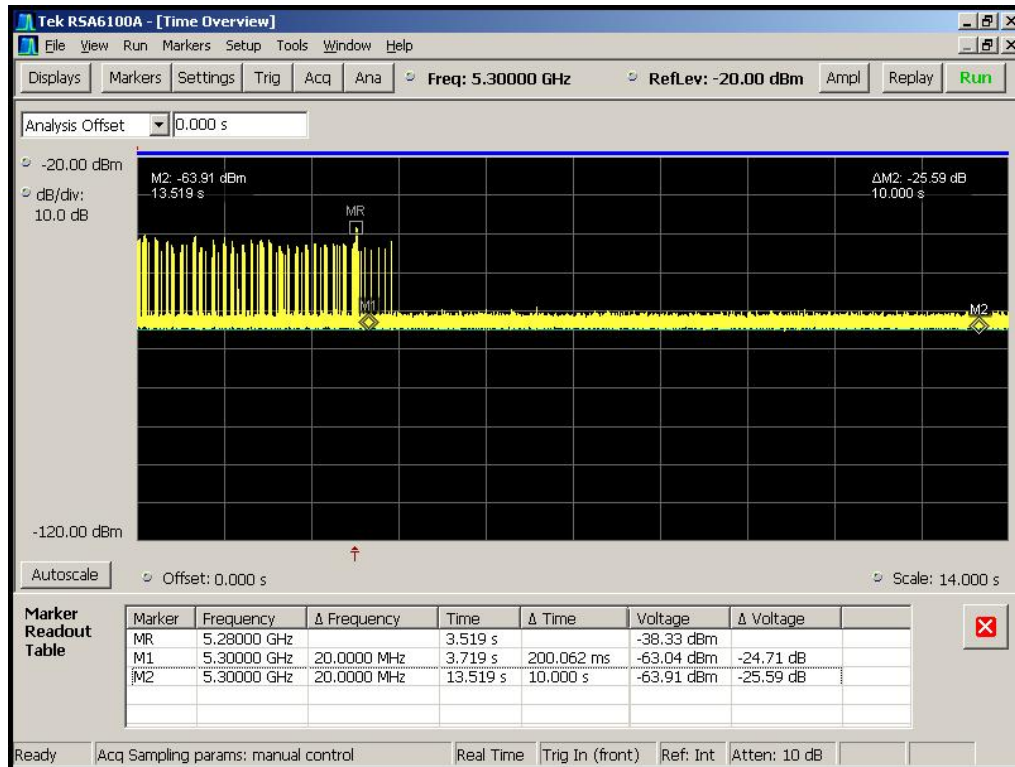 Tek RSA6100A - [Time Overview]
File View Run Markers Setup Tools Window Help
Displays Markers Settings Trig Acq Ana Freq: 5.30000 GHz RefLev: -20.00 dBm Ampl Replay Run
Analysis Offset 0.000 s
-20.00 dBm
dB/div:
10.0 dB
M2: -63.91 dBm
13.519 s
ΔM2: -25.59 dB
10.000 s
MR
M1
M2
-120.00 dBm
Autoscale Offset: 0.000 s Scale: 14.000 s
Marker
Readout
Table
Marker Frequency Δ Frequency Time Δ Time Voltage Δ Voltage
MR 5.28000 GHz 3.519 s -38.33 dBm
M1 5.30000 GHz 20.0000 MHz 3.719 s 200.062 ms -63.04 dBm -24.71 dB
M2 5.30000 GHz 20.0000 MHz 13.519 s 10.000 s -63.91 dBm -25.59 dB
Ready Acq Sampling params: manual control Real Time Trig In (front) Ref: Int Atten: 10 dB